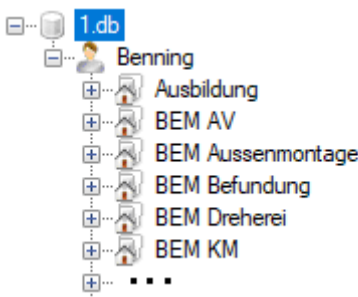 1.db
Benning
Ausbildung
BEM AV
BEM Aussenmontage
BEM Befundung
BEM Dreherei
BEM KM
...